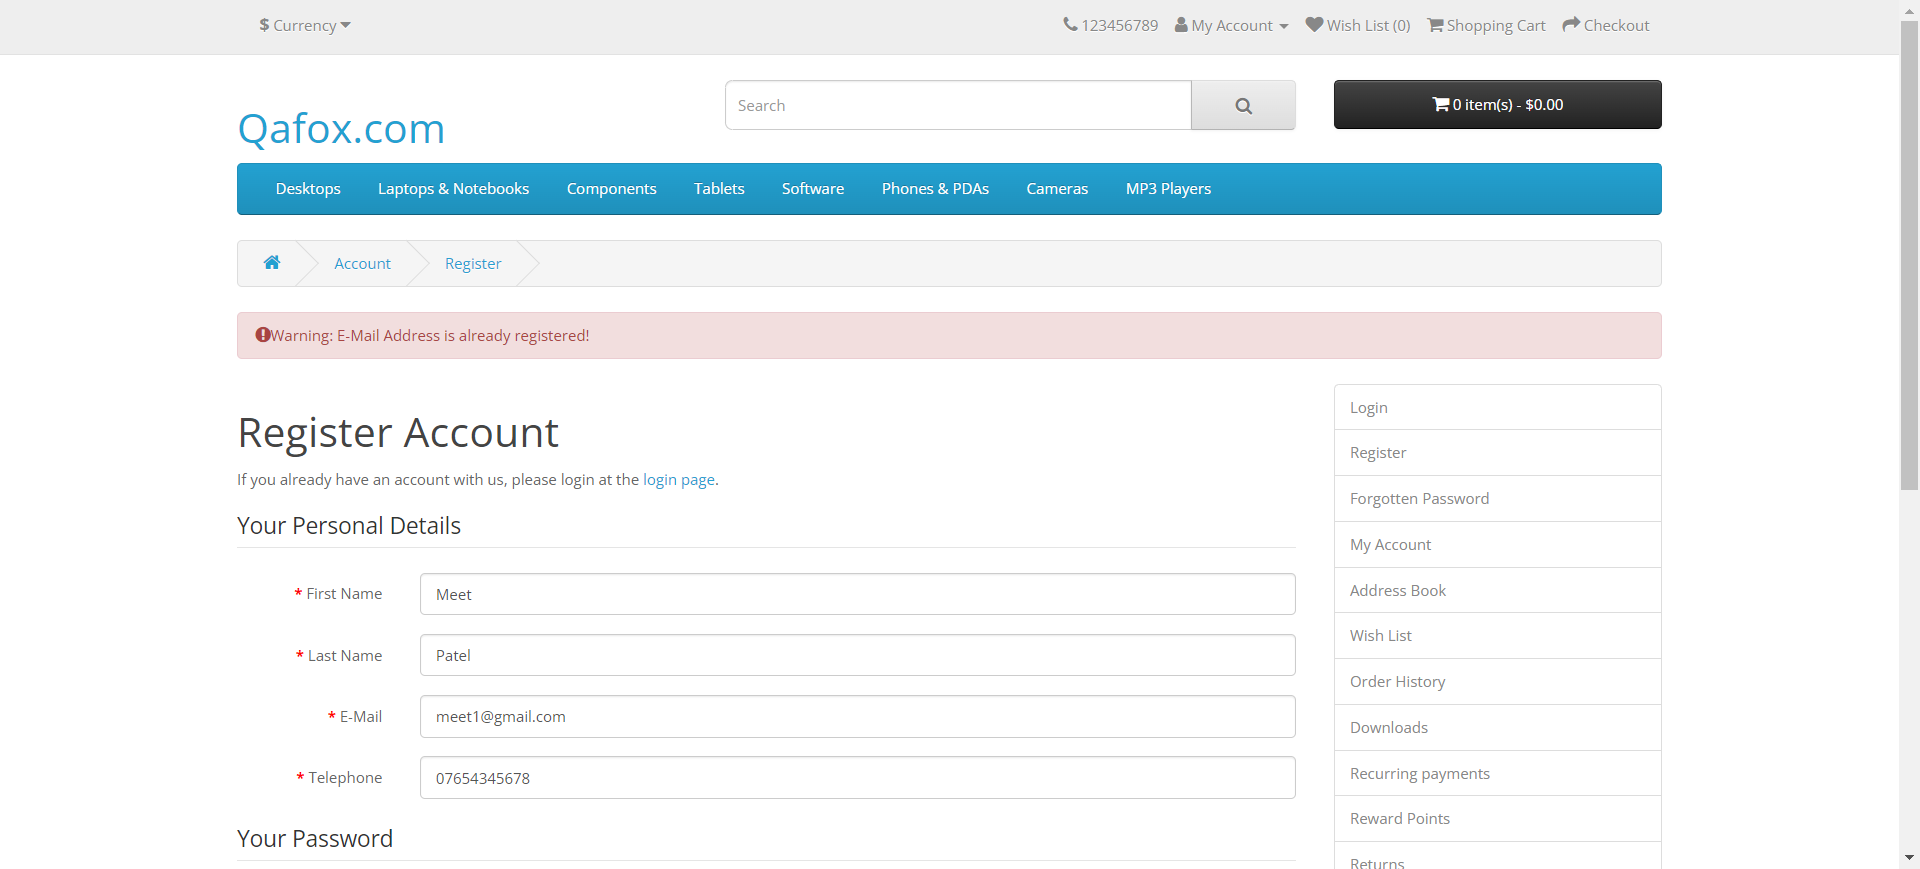 $ Currency
123456789 My Account Wish List (0) Shopping Cart Checkout
Qafox.com
Search
0 item(s) - $0.00
Desktops Laptops & Notebooks Components Tablets Software Phones & PDAs Cameras MP3 Players
Account Register
Warning: E-Mail Address is already registered!
Register Account
If you already have an account with us, please login at the login page.
Your Personal Details
* First Name Meet
* Last Name Patel
* E-Mail meet1@gmail.com
* Telephone 07654345678
Your Password
Login
Register
Forgotten Password
My Account
Address Book
Wish List
Order History
Downloads
Recurring payments
Reward Points
Returns